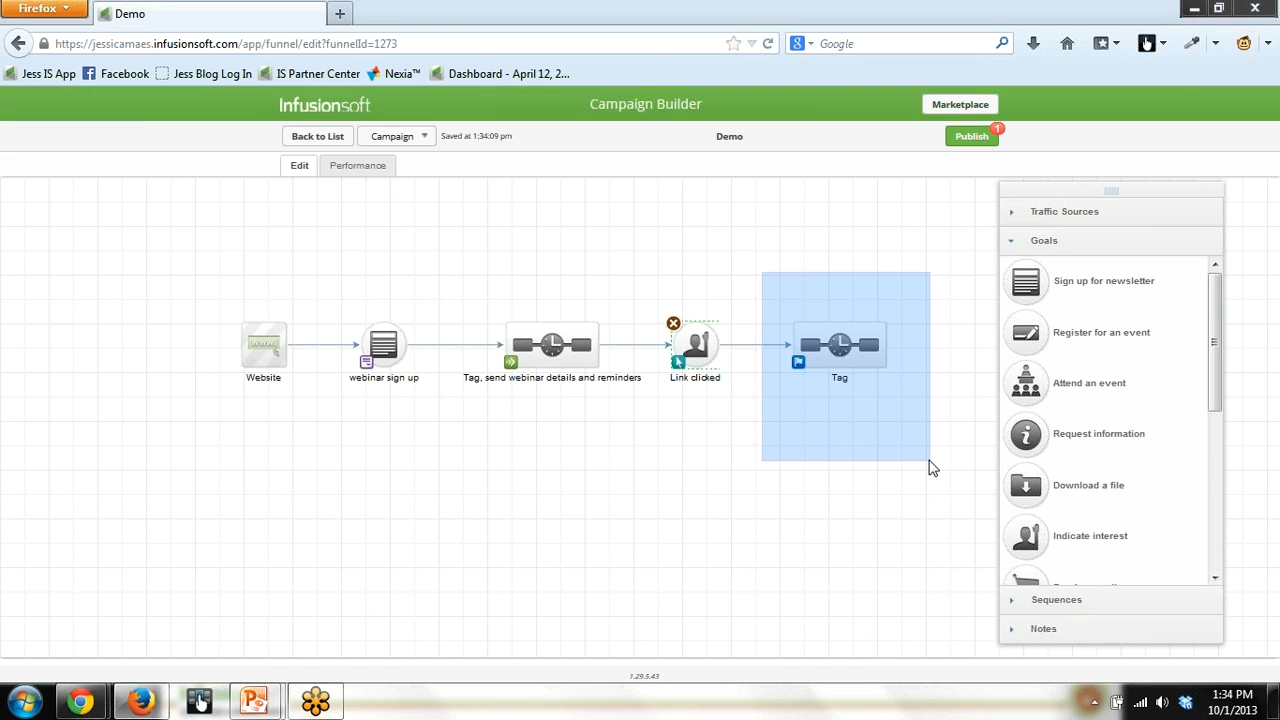 Firefox
Demo
https://jessicamaes.infusionsoft.com/app/funnel/edit?funnelId=1273
Google
Jess IS App
Facebook
Jess Blog Log In
IS Partner Center
Nexia™
Dashboard - April 12, 2...
Infusionsoft
Campaign Builder
Marketplace
Back to List
Campaign
Saved at 1:34:09 pm
Demo
Publish
1
Edit
Performance
Traffic Sources
Goals
Sign up for newsletter
Register for an event
Attend an event
Request information
Download a file
Indicate interest
Sequences
Notes
Website
webinar sign up
Tag, send webinar details and reminders
Link clicked
Tag
1.29.5.43
1:34 PM
10/1/2013